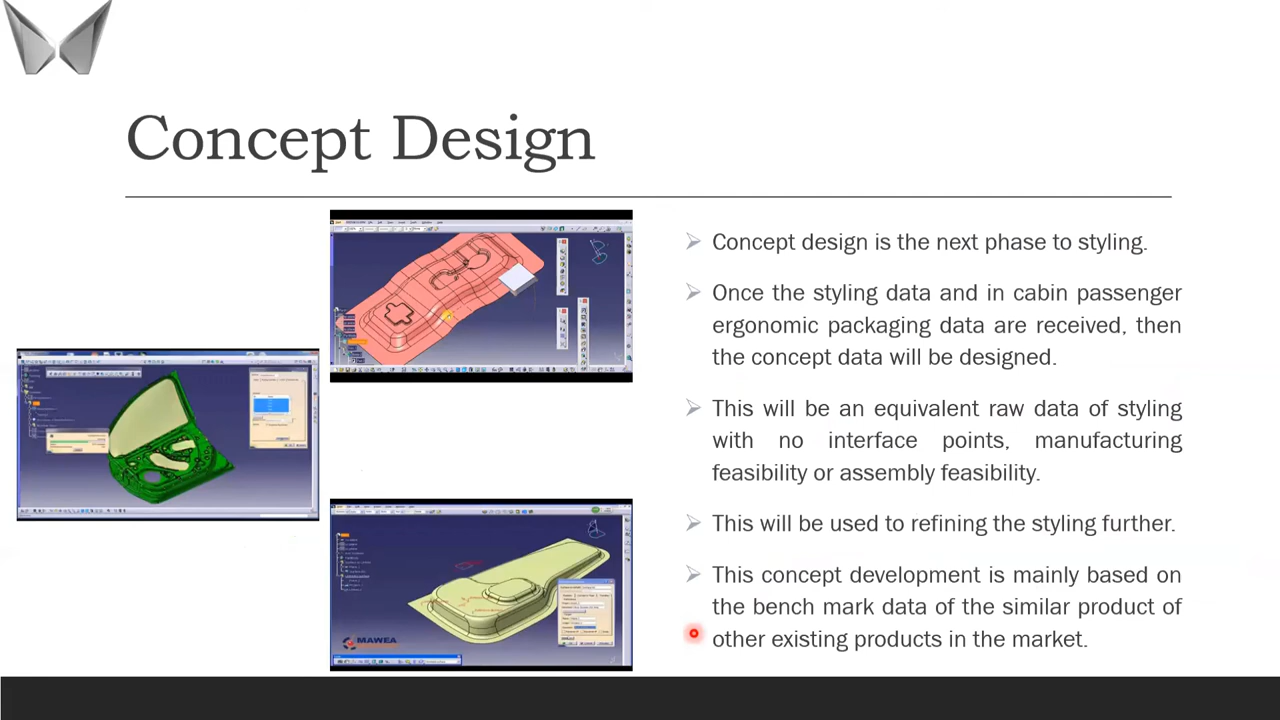 Concept Design
Concept design is the next phase to styling.
Once the styling data and in cabin passenger
ergonomic packaging data are received, then
the concept data will be designed.
This will be an equivalent raw data of styling
with no interface points, manufacturing
feasibility or assembly feasibility.
This will be used to refining the styling further.
This concept development is mainly based on
the bench mark data of the similar product of
other existing products in the market.
MAWEA